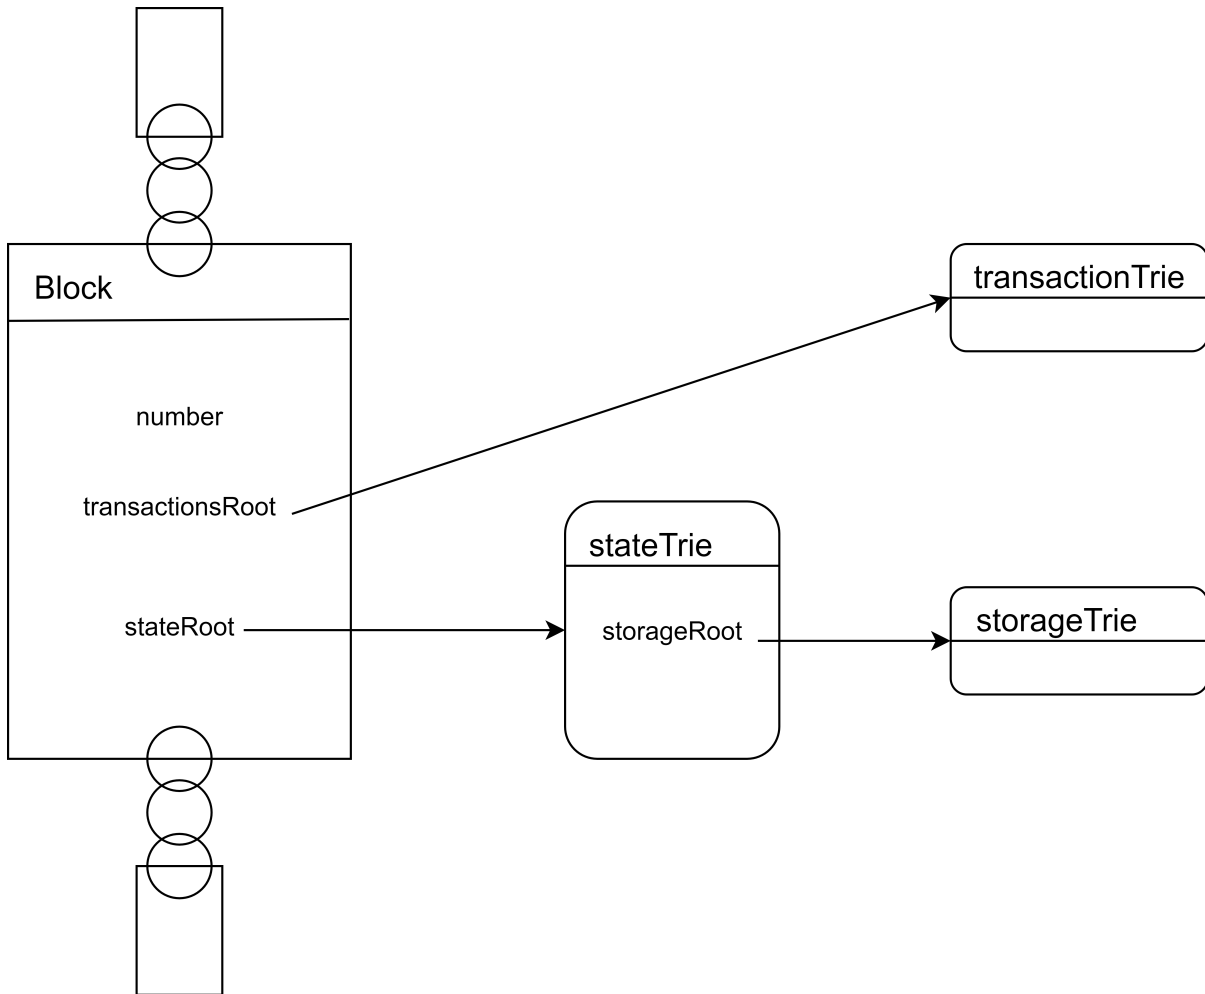 Block
number
transactionsRoot
stateRoot
stateTrie
storageRoot
transactionTrie
storageTrie